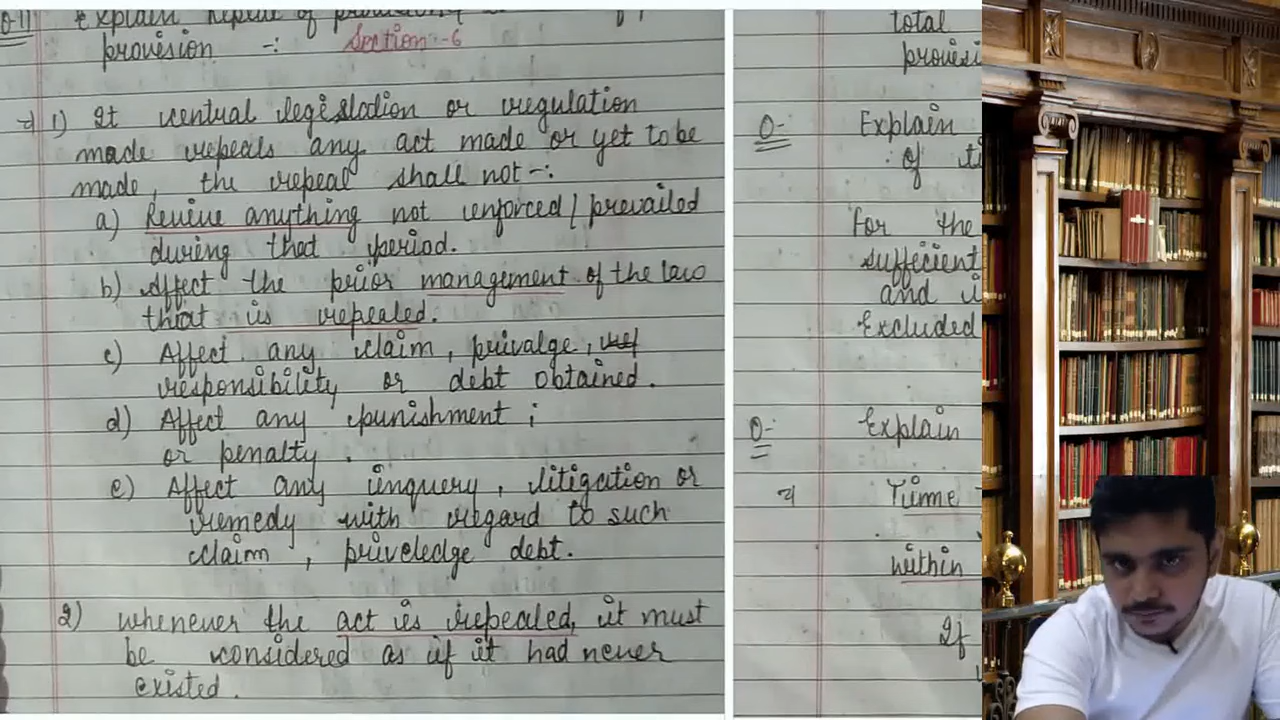 Q-1) Explain Repeal of
provision -: Section -6
1) It central legislation or regulation
made repeals any act made or yet to be
made, the repeal shall not -:
a) Revive anything not enforced / prevailed
during that period.
b) Affect the prior management of the law
that is repealed.
c) Affect any claim, privalge, ref
responsibility or debt obtained.
d) Affect any punishment ;
or penalty .
e) Affect any inquery, litigation or
remedy with regard to such
claim, priveledge debt.
2) whenever the act is repealed, it must
be considered as if it had never
existed.
total
Q-: Explain
of
For the
sufficient
and
Excluded
Q-: Explain
Time
within
If